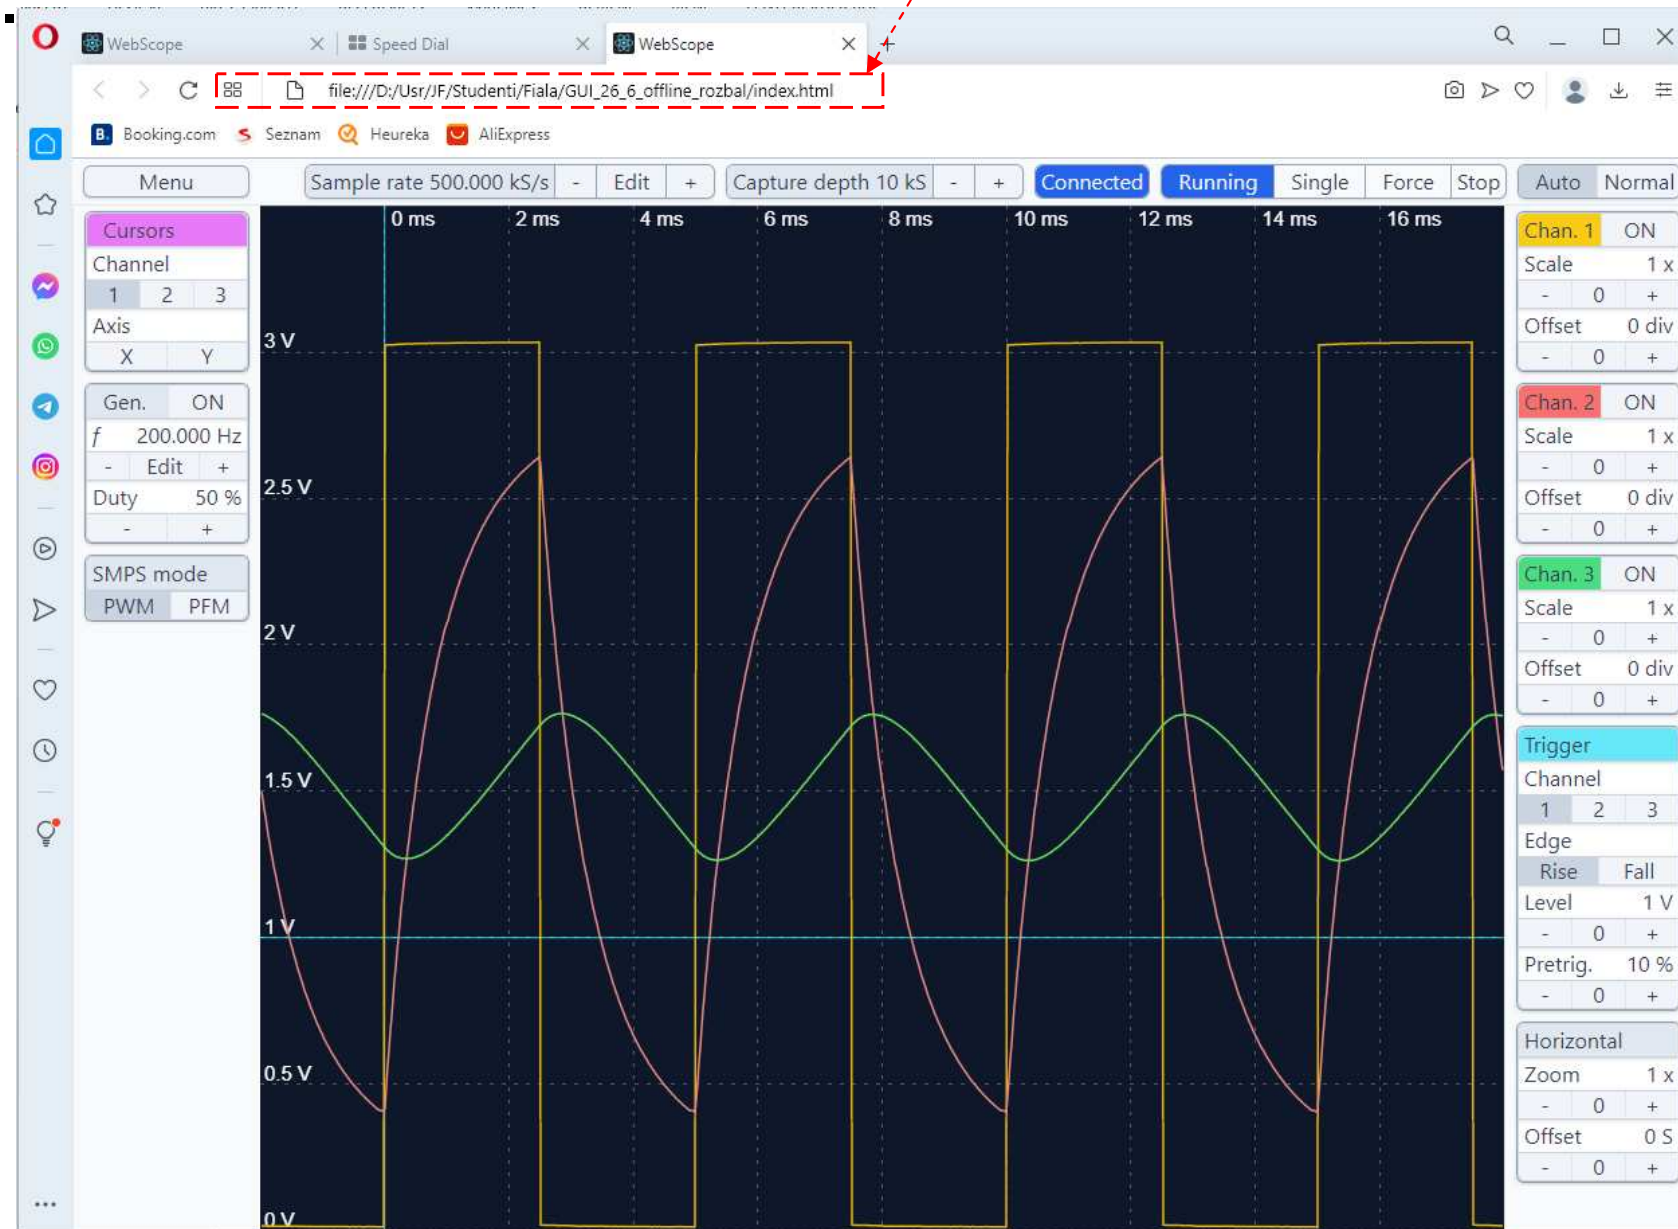 WebScope
Speed Dial
WebScope
file:///D:/Usr/JF/Studenti/Fiala/GUI_26_6_offline_rozbal/index.html
B. Booking.com Seznam Heureka AliExpress
Menu
Sample rate 500.000 kS/s - Edit +
Capture depth 10 kS - +
Connected
Running Single Force Stop
Auto Normal
Cursors
Channel
1 2 3
Axis
X Y
Gen. ON
f 200.000 Hz
- Edit +
Duty 50 %
- +
SMPS mode
PWM PFM
0 ms 2 ms 4 ms 6 ms 8 ms 10 ms 12 ms 14 ms 16 ms
3 V
2.5 V
2 V
1.5 V
1 V
0.5 V
0 V
Chan. 1 ON
Scale 1 x
- 0 +
Offset 0 div
- 0 +
Chan. 2 ON
Scale 1 x
- 0 +
Offset 0 div
- 0 +
Chan. 3 ON
Scale 1 x
- 0 +
Offset 0 div
- 0 +
Trigger
Channel
1 2 3
Edge
Rise Fall
Level 1 V
- 0 +
Pretrig. 10 %
- 0 +
Horizontal
Zoom 1 x
- 0 +
Offset 0 S
- 0 +